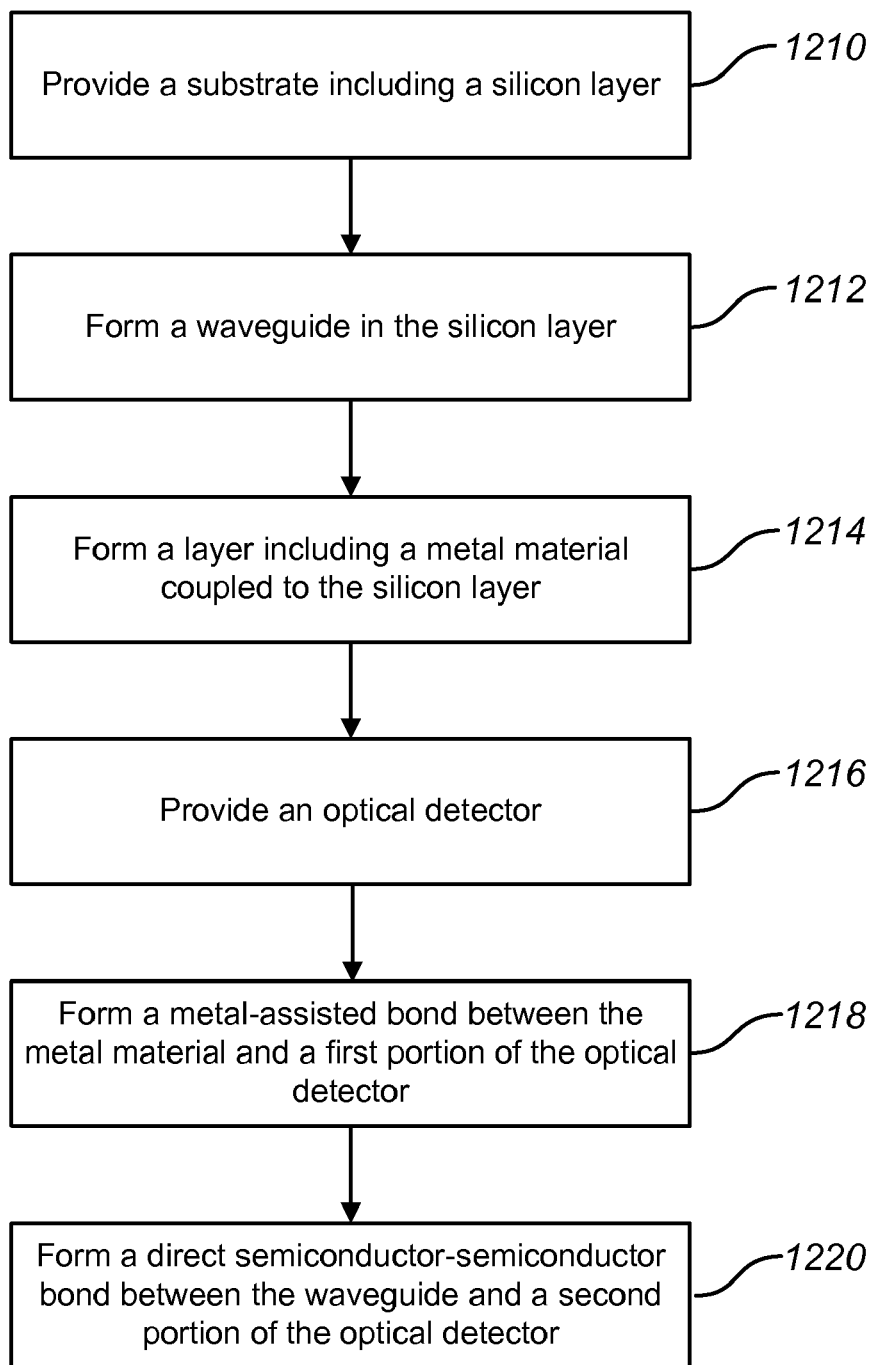 Provide a substrate including a silicon layer
1210
Form a waveguide in the silicon layer
1212
Form a layer including a metal material
coupled to the silicon layer
1214
Provide an optical detector
1216
Form a metal-assisted bond between the
metal material and a first portion of the optical
detector
1218
Form a direct semiconductor-semiconductor
bond between the waveguide and a second
portion of the optical detector
1220